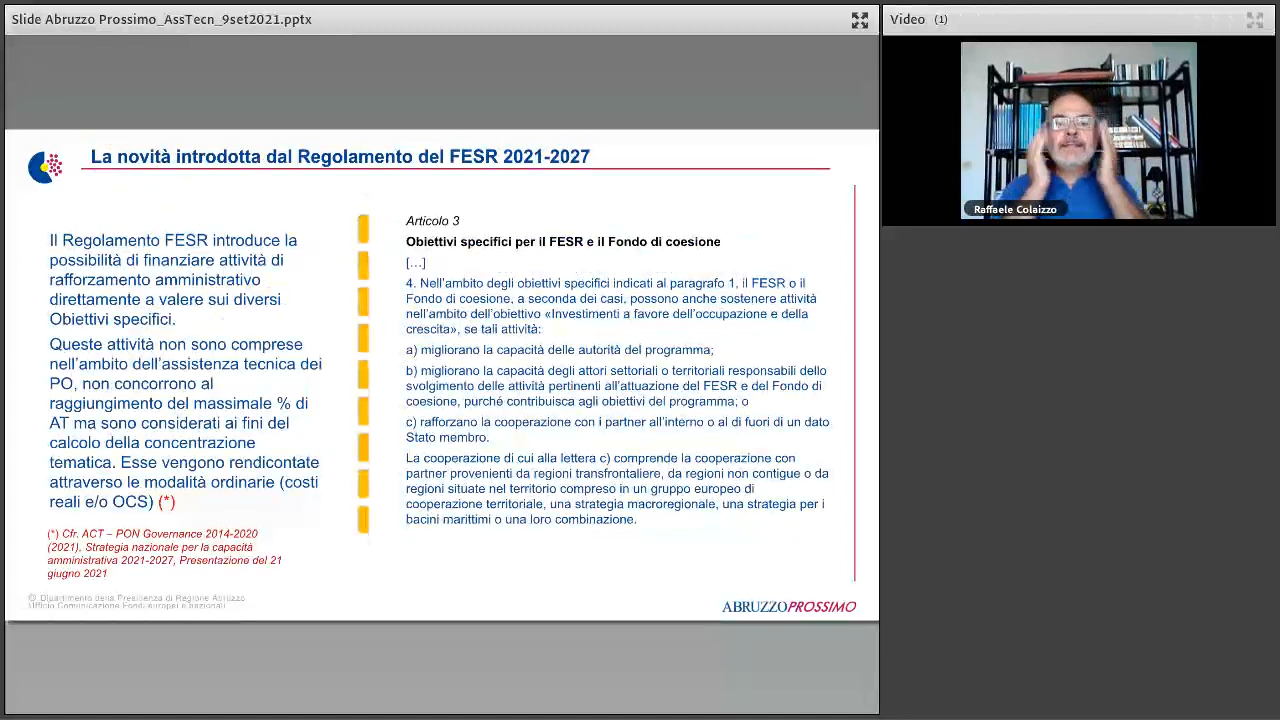 Slide Abruzzo Prossimo_AssTecn_9set2021.pptx
Video (1)
Raffaele Colaizzo
La novità introdotta dal Regolamento del FESR 2021-2027
Il Regolamento FESR introduce la
possibilità di finanziare attività di
rafforzamento amministrativo
direttamente a valere sui diversi
Obiettivi specifici.
Queste attività non sono comprese
nell'ambito dell'assistenza tecnica dei
PO, non concorrono al
raggiungimento del massimale % di
AT ma sono considerati ai fini del
calcolo della concentrazione
tematica. Esse vengono rendicontate
attraverso le modalità ordinarie (costi
reali e/o OCS) (*)
(*) Cfr. ACT – PON Governance 2014-2020
(2021), Strategia nazionale per la capacità
amministrativa 2021-2027, Presentazione del 21
giugno 2021
Articolo 3
Obiettivi specifici per il FESR e il Fondo di coesione
[…]
4. Nell'ambito degli obiettivi specifici indicati al paragrafo 1, il FESR o il
Fondo di coesione, a seconda dei casi, possono anche sostenere attività
nell'ambito dell'obiettivo «Investimenti a favore dell'occupazione e della
crescita», se tali attività:
a) migliorano la capacità delle autorità del programma;
b) migliorano la capacità degli attori settoriali o territoriali responsabili dello
svolgimento delle attività pertinenti all'attuazione del FESR e del Fondo di
coesione, purché contribuisca agli obiettivi del programma; o
c) rafforzano la cooperazione con i partner all'interno o al di fuori di un dato
Stato membro.
La cooperazione di cui alla lettera c) comprende la cooperazione con
partner provenienti da regioni transfrontaliere, da regioni non contigue o da
regioni situate nel territorio compreso in un gruppo europeo di
cooperazione territoriale, una strategia macroregionale, una strategia per i
bacini marittimi o una loro combinazione.
© Dipartimento della Presidenza di Regione Abruzzo
Ufficio Comunicazione Fondi europei e nazionali
ABRUZZOPROSSIMO